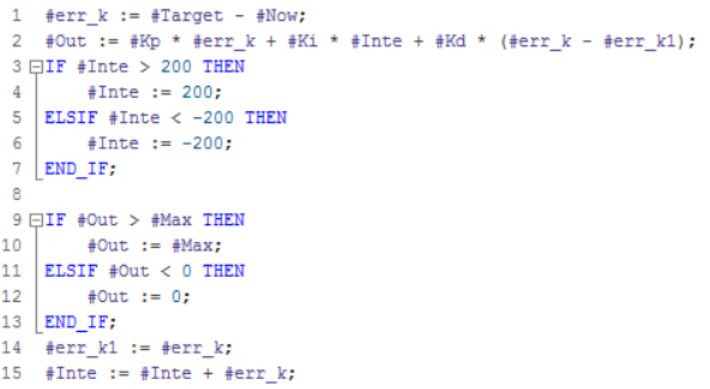 1 #err_k := #Target - #Now;
2 #Out := #Kp * #err_k + #Ki * #Inte + #Kd * (#err_k - #err_k1);
3 IF #Inte > 200 THEN
4 #Inte := 200;
5 ELSIF #Inte < -200 THEN
6 #Inte := -200;
7 END_IF;
8
9 IF #Out > #Max THEN
10 #Out := #Max;
11 ELSIF #Out < 0 THEN
12 #Out := 0;
13 END_IF;
14 #err_k1 := #err_k;
15 #Inte := #Inte + #err_k;